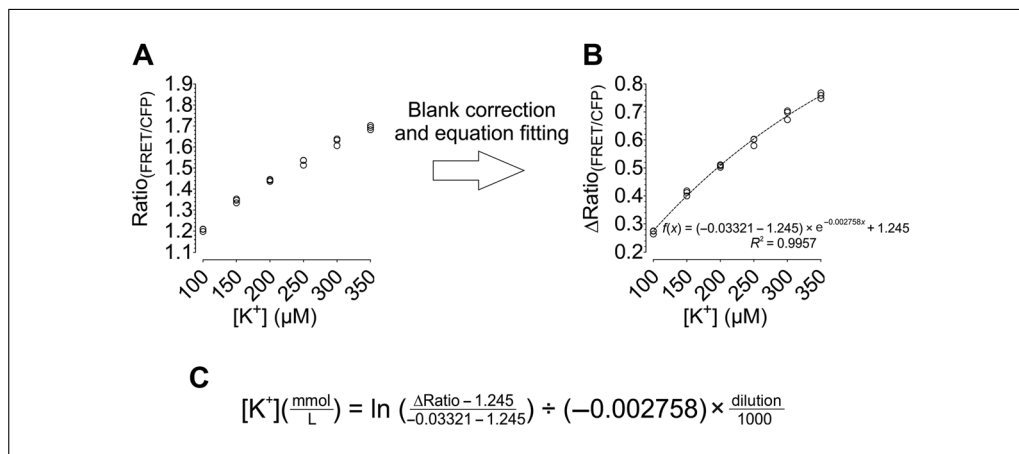 A
Ratio(FRET/CFP)
1.9
1.8
1.7
1.6
1.5
1.4
1.3
1.2
1.1
100
150
200
250
300
350
[K⁺] (µM)
Blank correction
and equation fitting
B
ΔRatio(FRET/CFP)
0.8
0.7
0.6
0.5
0.4
0.3
0.2
f(x) = (−0.03321 − 1.245) × e^−0.002758x + 1.245
R² = 0.9957
100
150
200
250
300
350
[K⁺] (µM)
C
[K⁺](mmol/L) = ln (ΔRatio − 1.245/−0.03321 − 1.245) ÷ (−0.002758) × dilution/1000